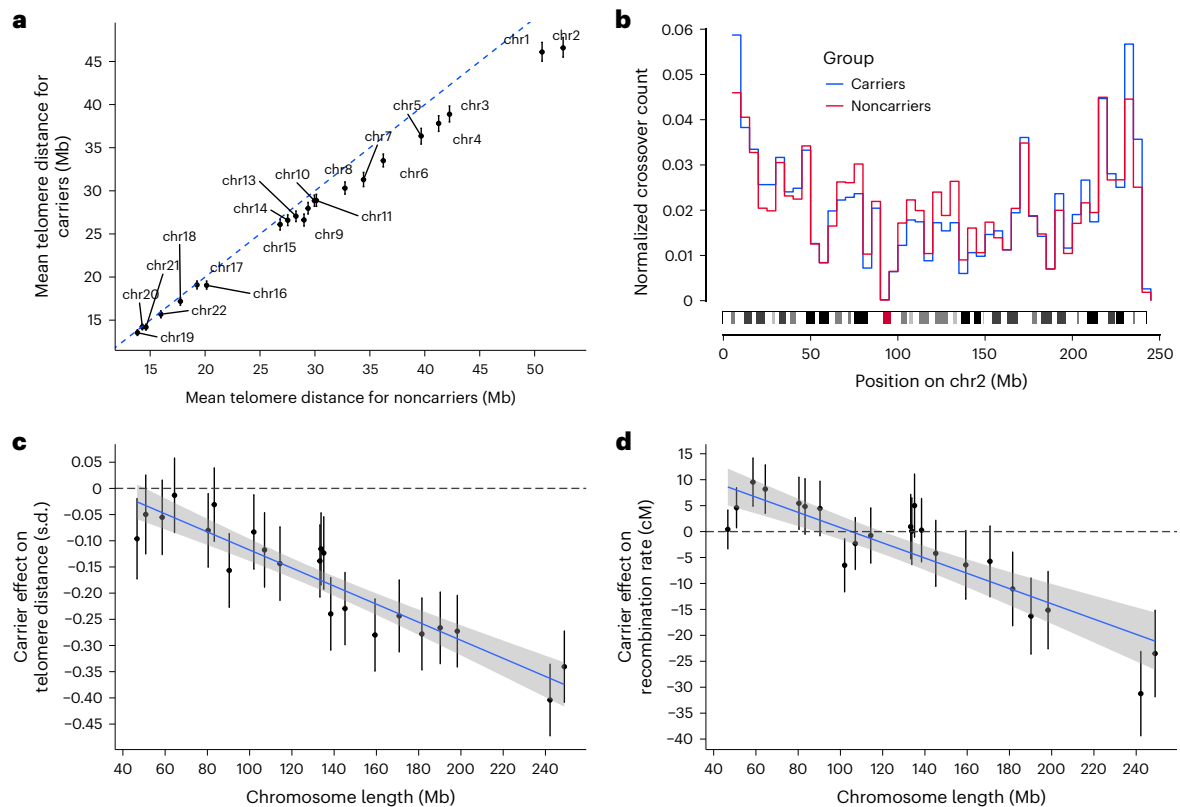 a
Mean telomere distance for
carriers (Mb)
45
40
35
30
25
20
15
chr1
chr2
chr5
chr3
chr7
chr4
chr10
chr8
chr6
chr13
chr14
chr11
chr15
chr9
chr18
chr21
chr17
chr20
chr16
chr22
chr19
15
20
25
30
35
40
45
50
Mean telomere distance for noncarriers (Mb)
b
Normalized crossover count
0.06
0.05
0.04
0.03
0.02
0.01
0
Group
Carriers
Noncarriers
0
50
100
150
200
250
Position on chr2 (Mb)
c
Carrier effect on
telomere distance (s.d.)
0.05
0
−0.05
−0.10
−0.15
−0.20
−0.25
−0.30
−0.35
−0.40
−0.45
40
60
80
100
120
140
160
180
200
220
240
Chromosome length (Mb)
d
Carrier effect on
recombination rate (cM)
15
10
5
0
−5
−10
−15
−20
−25
−30
−35
−40
40
60
80
100
120
140
160
180
200
220
240
Chromosome length (Mb)